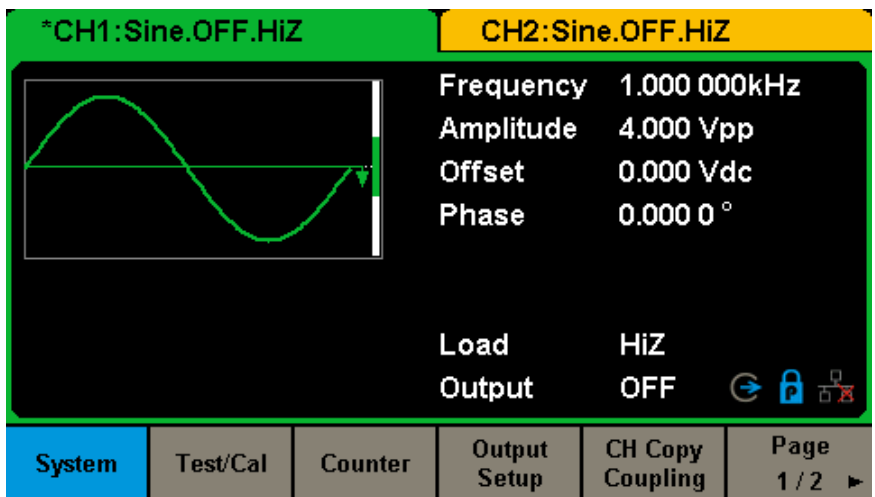 *CH1:Sine.OFF.HiZ
CH2:Sine.OFF.HiZ
Frequency 1.000 000kHz
Amplitude 4.000 Vpp
Offset 0.000 Vdc
Phase 0.000 0 °
Load HiZ
Output OFF
P
System
Test/Cal
Counter
Output
Setup
CH Copy
Coupling
Page
1 / 2 ►